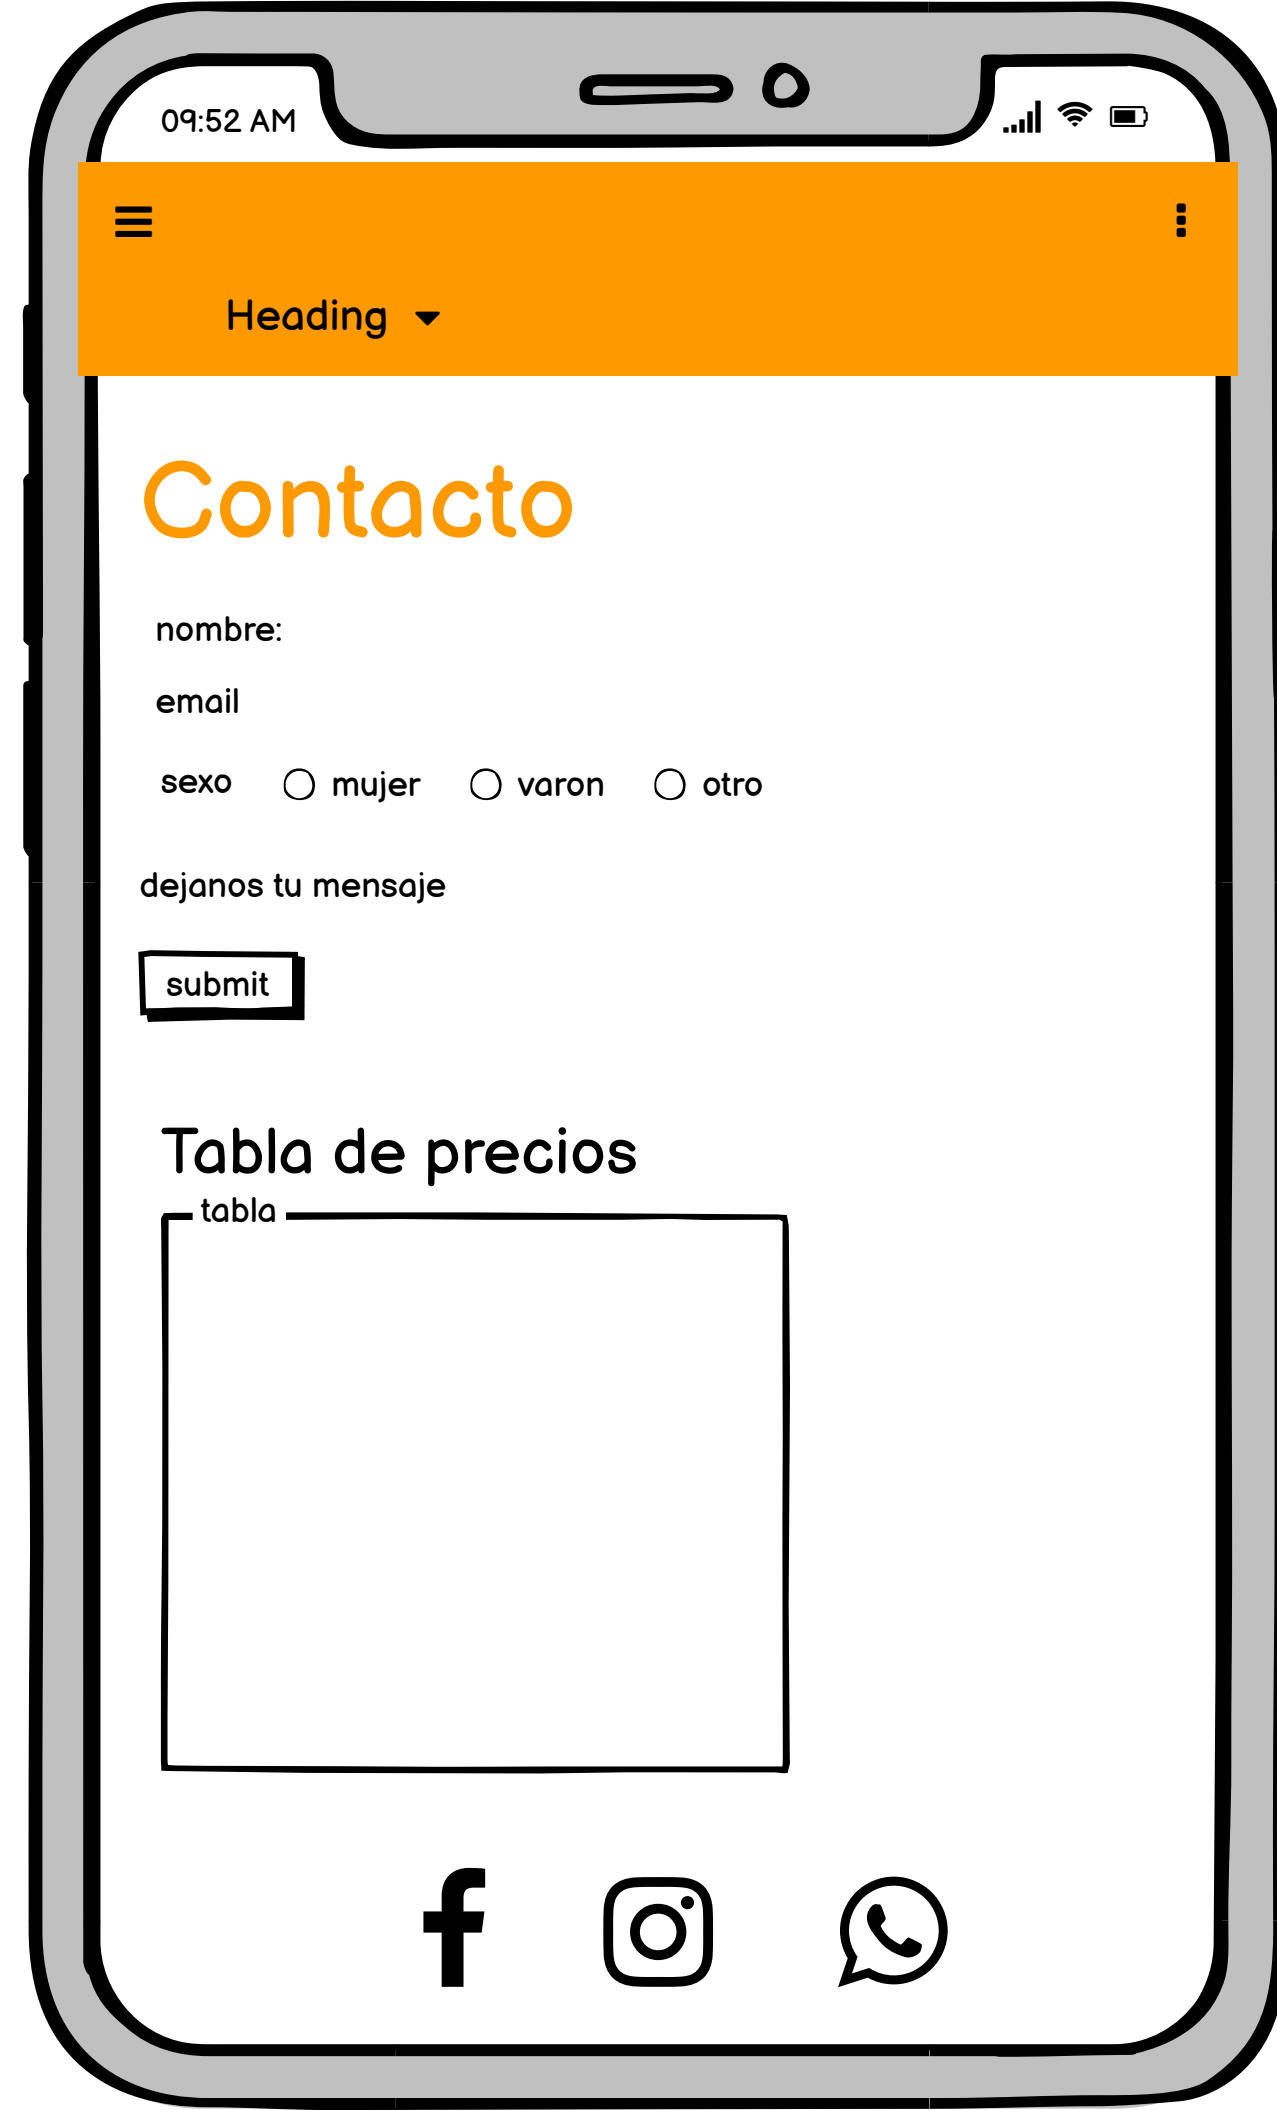 09:52 AM
Heading
Contacto
nombre:
email
sexo mujer varon otro
dejanos tu mensaje
submit
Tabla de precios
tabla